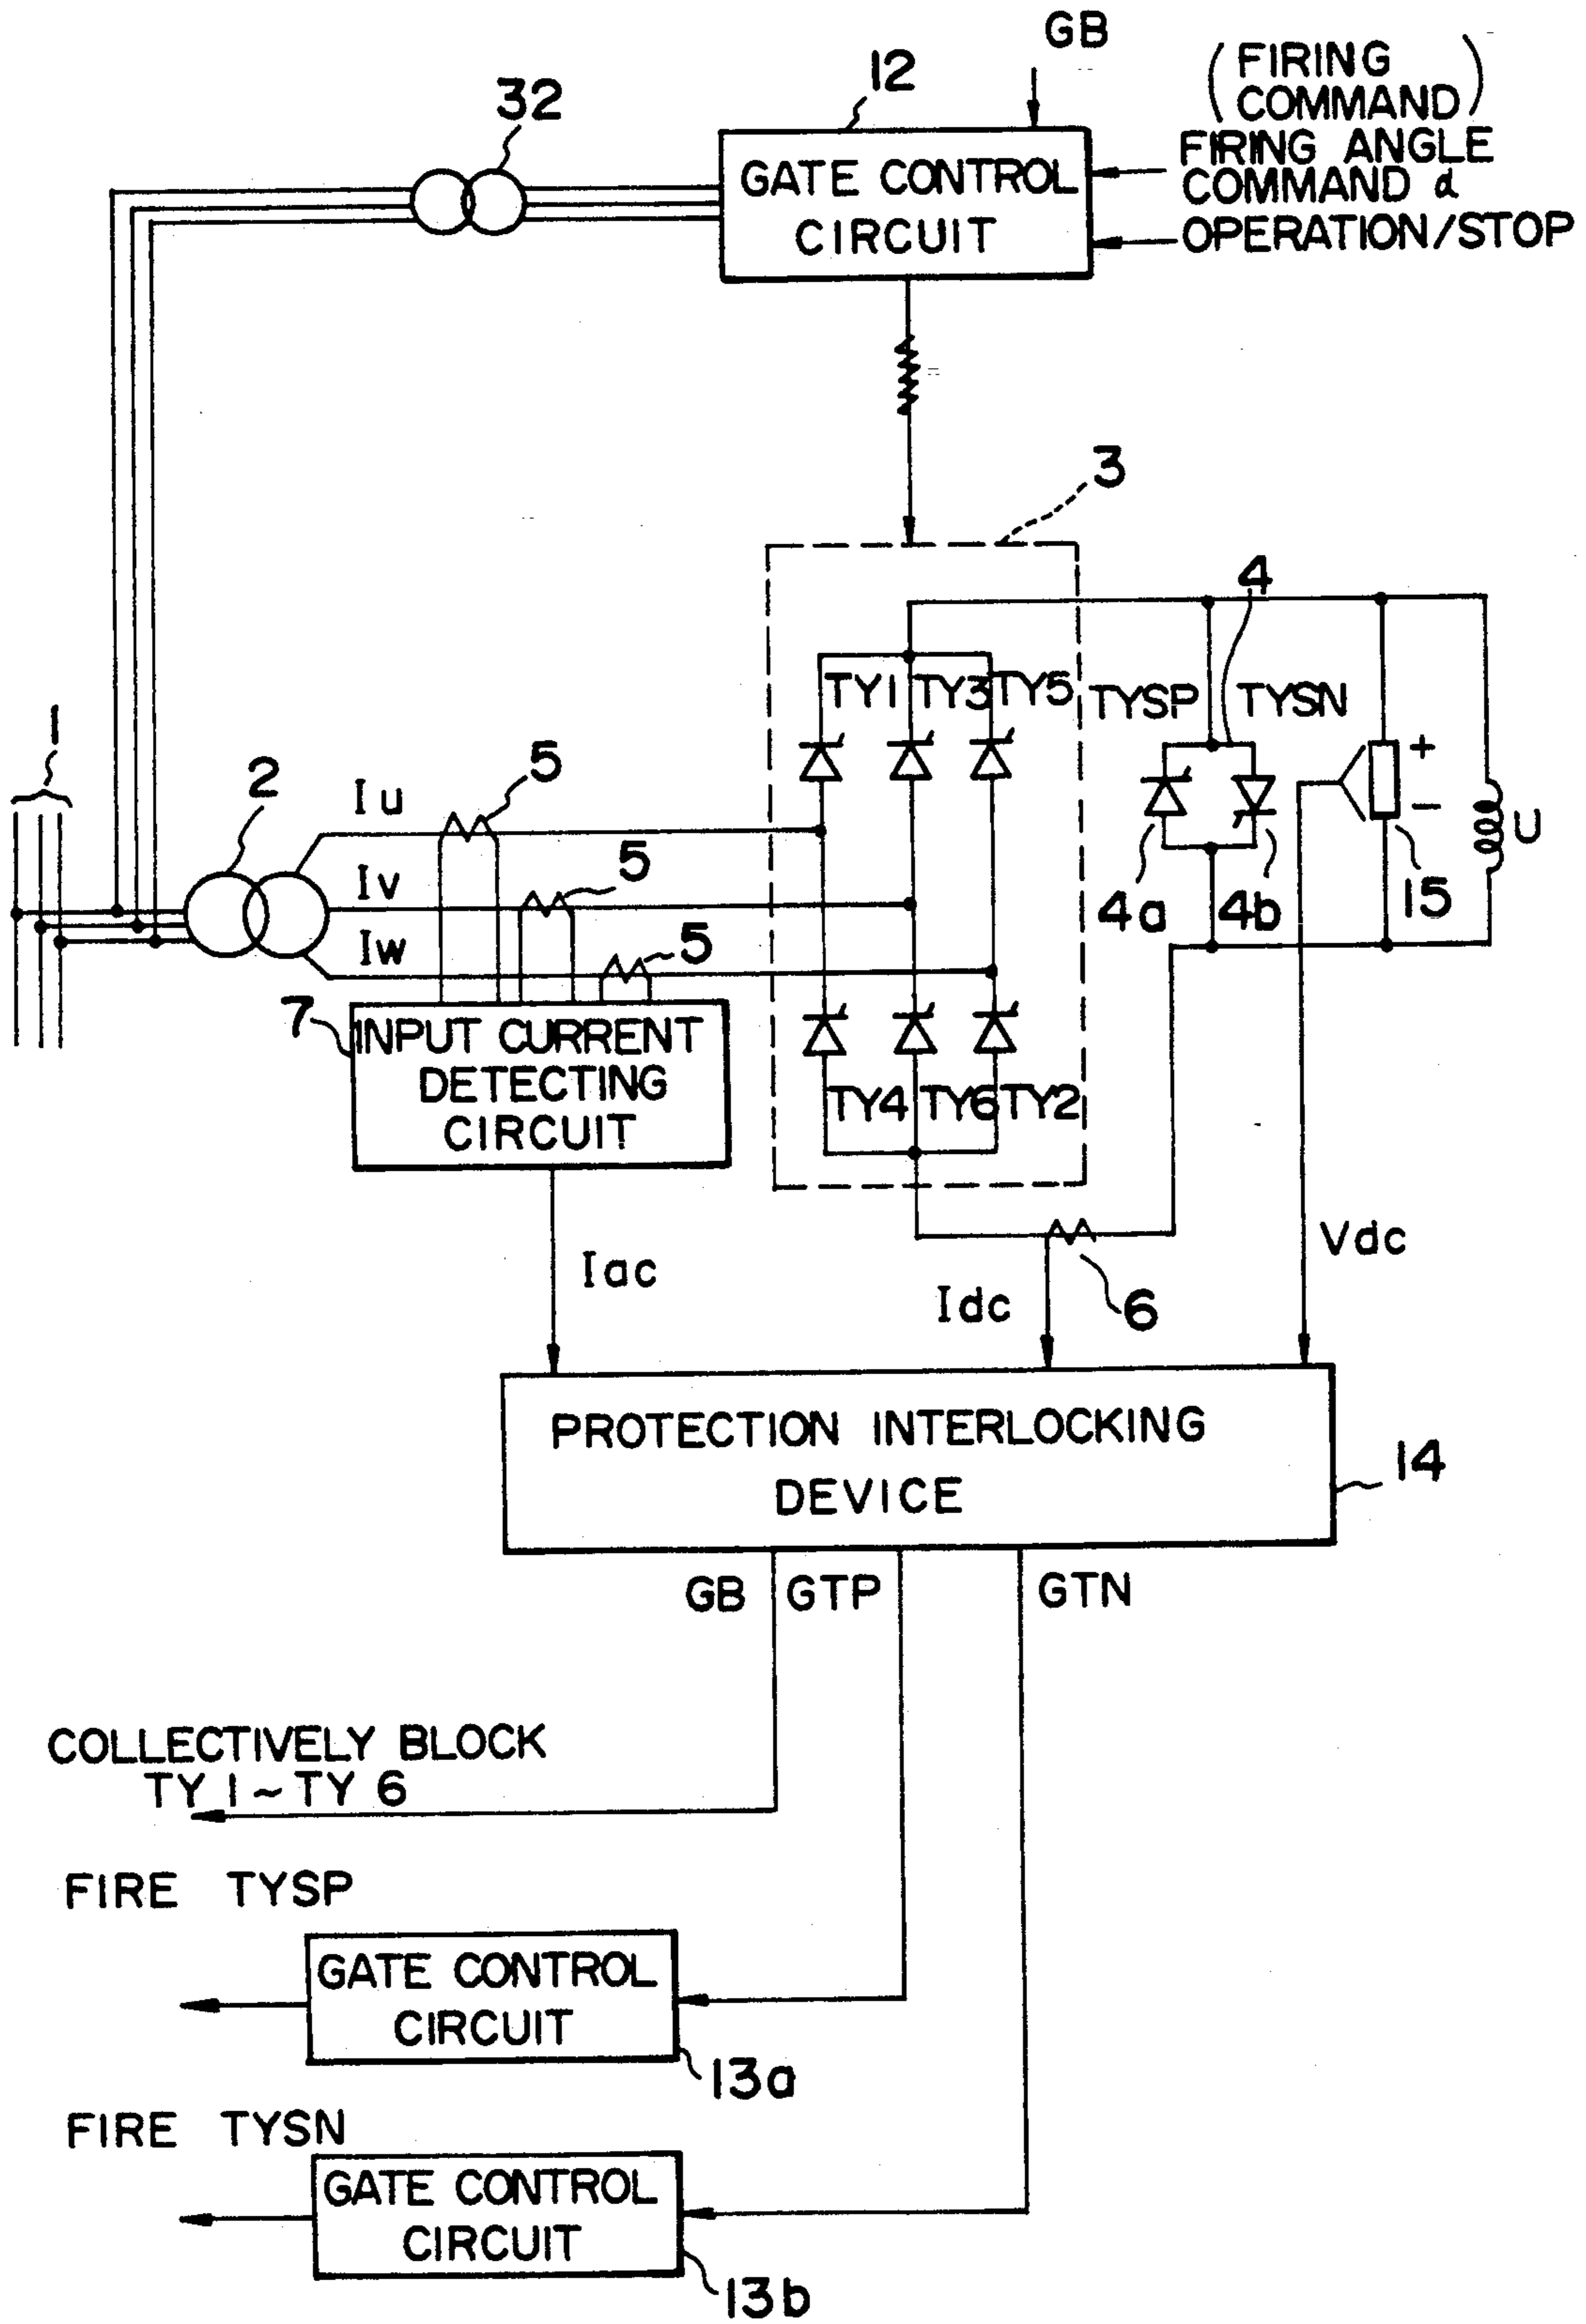 GB
12
(FIRING
COMMAND)
32
FIRING ANGLE
COMMAND α
OPERATION/STOP
GATE CONTROL
CIRCUIT
3
4
TY1 TY3 TY5
TYSP TYSN
1
2
5
Iu
+
−
U
5
Iv
4a 4b 15
5
Iw
7
INPUT CURRENT
DETECTING
CIRCUIT
TY4 TY6 TY2
Vdc
Iac
Idc
6
PROTECTION INTERLOCKING
DEVICE
14
GB GTP GTN
COLLECTIVELY BLOCK
TY 1 ~ TY 6
FIRE TYSP
GATE CONTROL
CIRCUIT
13a
FIRE TYSN
GATE CONTROL
CIRCUIT
13b